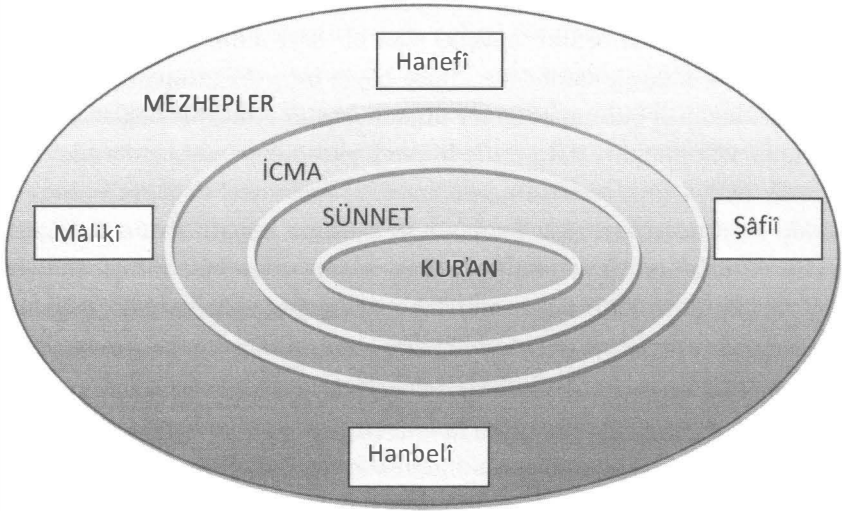 Hanefî
MEZHEPLER
İCMA
SÜNNET
Mâlikî
Şâfiî
KUR'AN
Hanbelî